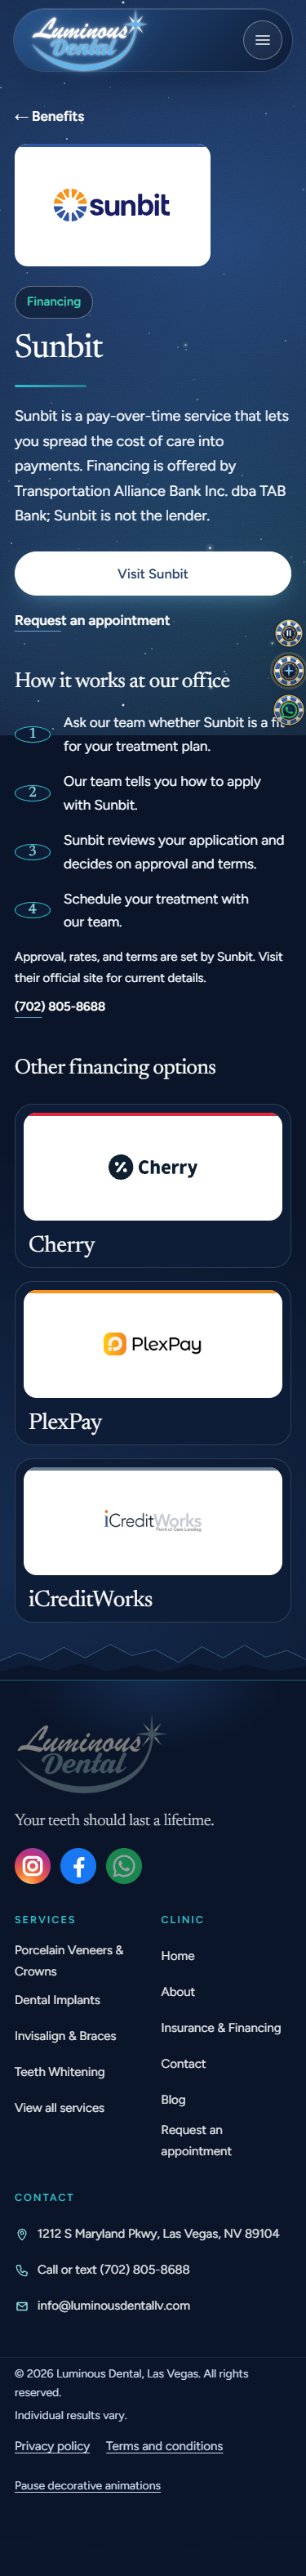 Luminous
Dental
← Benefits
sunbit
Financing
Sunbit
Sunbit is a pay-over-time service that lets
you spread the cost of care into
payments. Financing is offered by
Transportation Alliance Bank Inc. dba TAB
Bank; Sunbit is not the lender.
Visit Sunbit
Request an appointment
How it works at our office
1 Ask our team whether Sunbit is a fit
for your treatment plan.
2 Our team tells you how to apply
with Sunbit.
3 Sunbit reviews your application and
decides on approval and terms.
4 Schedule your treatment with
our team.
Approval, rates, and terms are set by Sunbit. Visit
their official site for current details.
(702) 805-8688
Other financing options
Cherry
Cherry
PlexPay
PlexPay
iCreditWorks
Point of Care Lending
iCreditWorks
Luminous
Dental
Your teeth should last a lifetime.
SERVICES
Porcelain Veneers &
Crowns
Dental Implants
Invisalign & Braces
Teeth Whitening
View all services
CLINIC
Home
About
Insurance & Financing
Contact
Blog
Request an
appointment
CONTACT
1212 S Maryland Pkwy, Las Vegas, NV 89104
Call or text (702) 805-8688
info@luminousdentallv.com
© 2026 Luminous Dental, Las Vegas. All rights
reserved.
Individual results vary.
Privacy policy Terms and conditions
Pause decorative animations